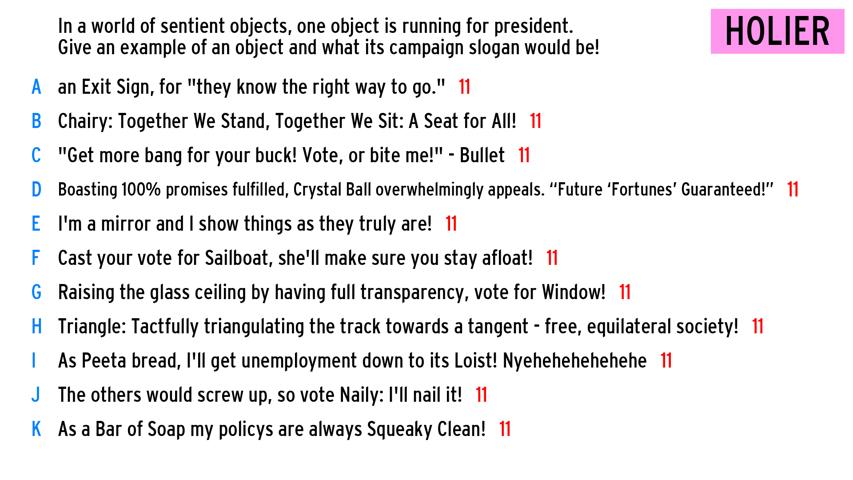 In a world of sentient objects, one object is running for president.
Give an example of an object and what its campaign slogan would be!
HOLIER
A an Exit Sign, for "they know the right way to go." 11
B Chairy: Together We Stand, Together We Sit: A Seat for All! 11
C "Get more bang for your buck! Vote, or bite me!" - Bullet 11
D Boasting 100% promises fulfilled, Crystal Ball overwhelmingly appeals. “Future ‘Fortunes’ Guaranteed!” 11
E I'm a mirror and I show things as they truly are! 11
F Cast your vote for Sailboat, she'll make sure you stay afloat! 11
G Raising the glass ceiling by having full transparency, vote for Window! 11
H Triangle: Tactfully triangulating the track towards a tangent - free, equilateral society! 11
I As Peeta bread, I'll get unemployment down to its Loist! Nyehehehehehehe 11
J The others would screw up, so vote Naily: I'll nail it! 11
K As a Bar of Soap my policys are always Squeaky Clean! 11